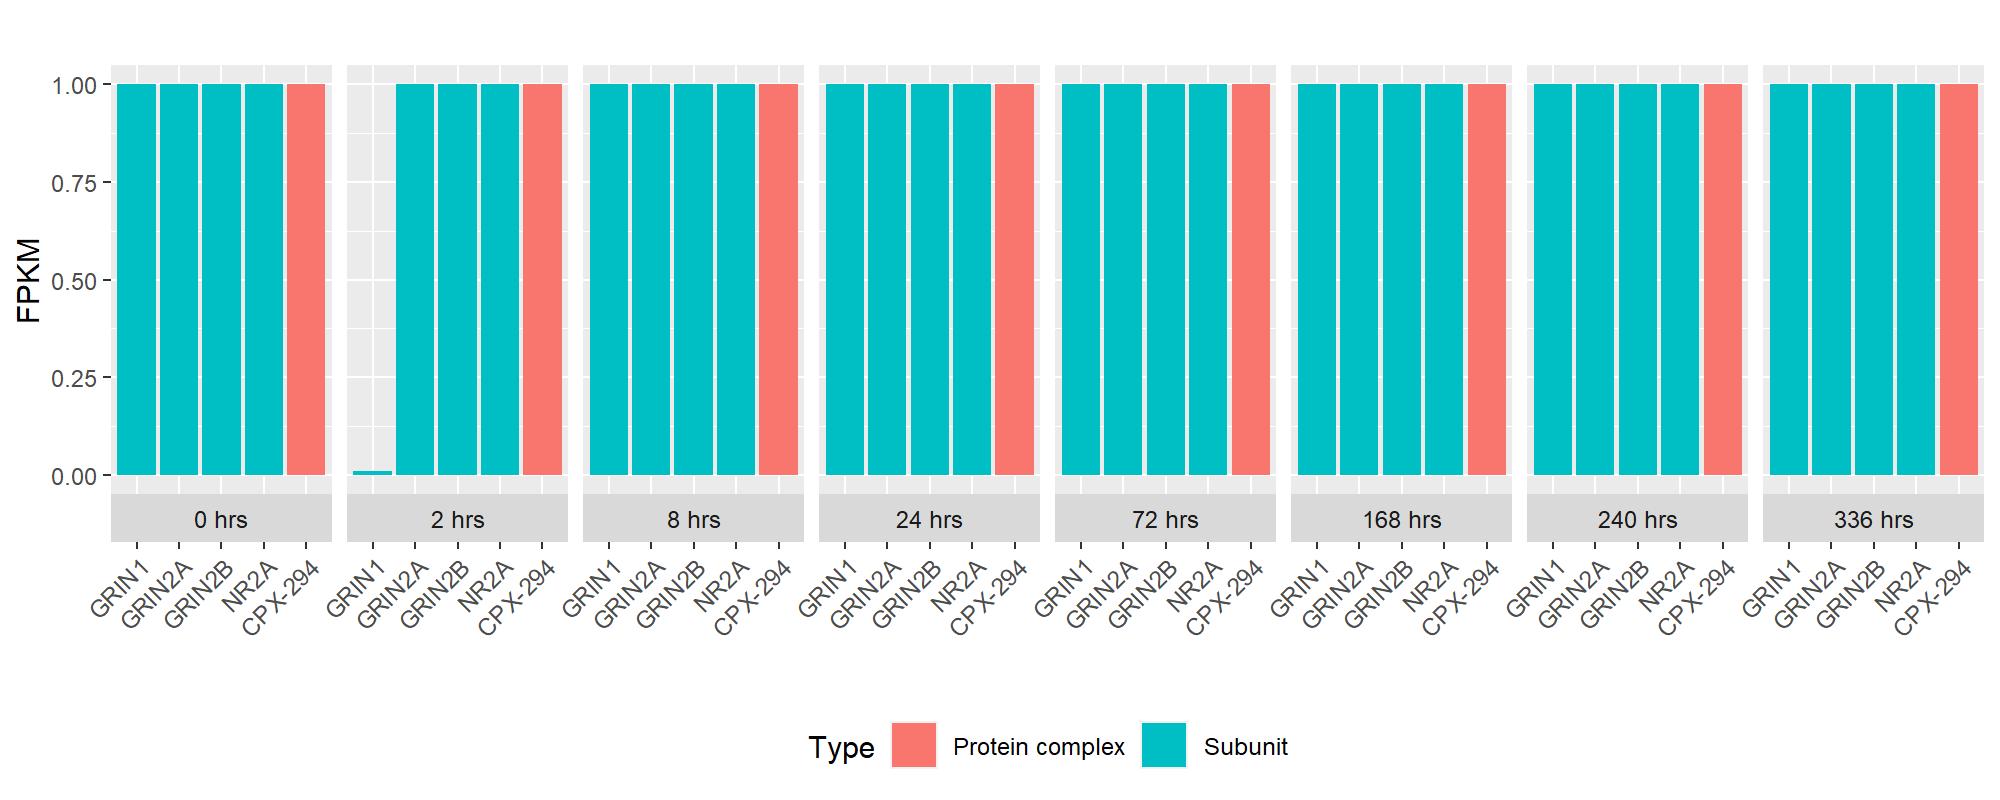 FPKM
1.00
0.75
0.50
0.25
0.00
0 hrs 2 hrs 8 hrs 24 hrs 72 hrs 168 hrs 240 hrs 336 hrs
GRIN1 GRIN2A GRIN2B NR2A CPX-294 GRIN1 GRIN2A GRIN2B NR2A CPX-294 GRIN1 GRIN2A GRIN2B NR2A CPX-294 GRIN1 GRIN2A GRIN2B NR2A CPX-294 GRIN1 GRIN2A GRIN2B NR2A CPX-294 GRIN1 GRIN2A GRIN2B NR2A CPX-294 GRIN1 GRIN2A GRIN2B NR2A CPX-294 GRIN1 GRIN2A GRIN2B NR2A CPX-294
Type Protein complex Subunit